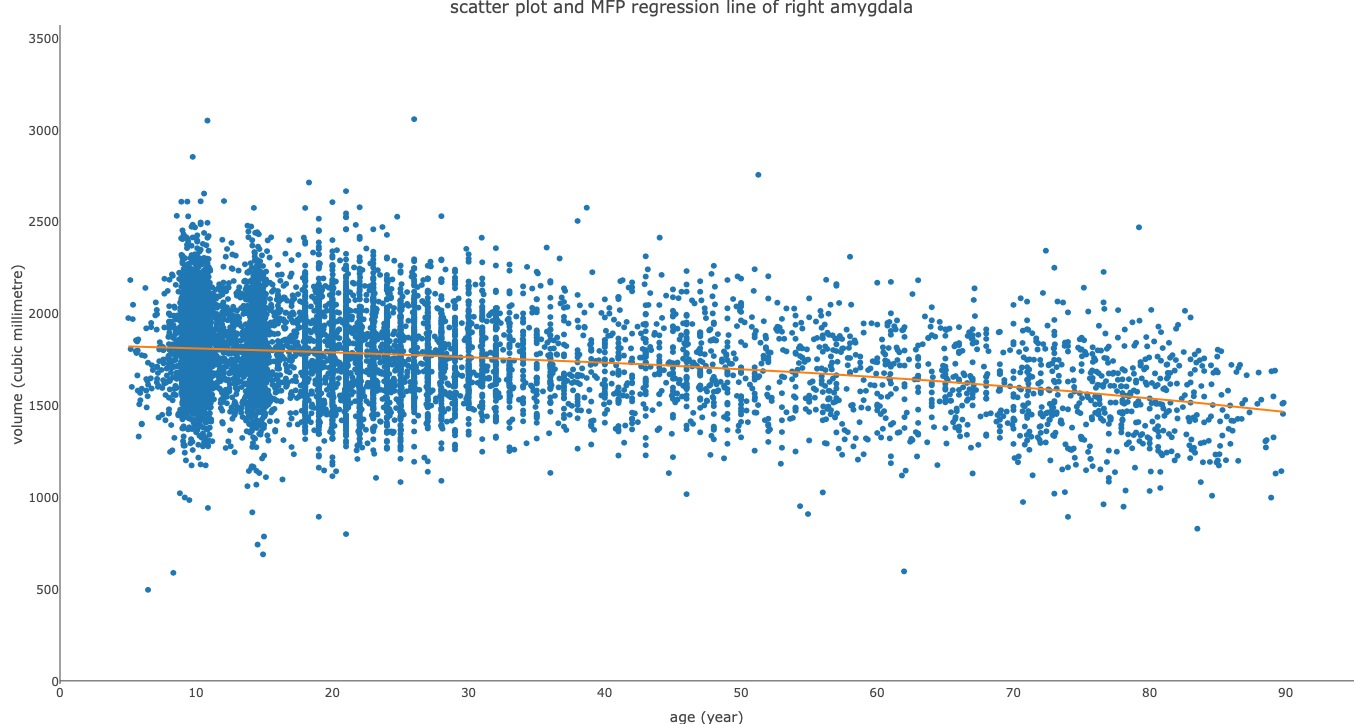 scatter plot and MFP regression line of right amygdala
3500
3000
2500
2000
1500
1000
500
0
volume (cubic millimetre)
0 10 20 30 40 50 60 70 80 90
age (year)